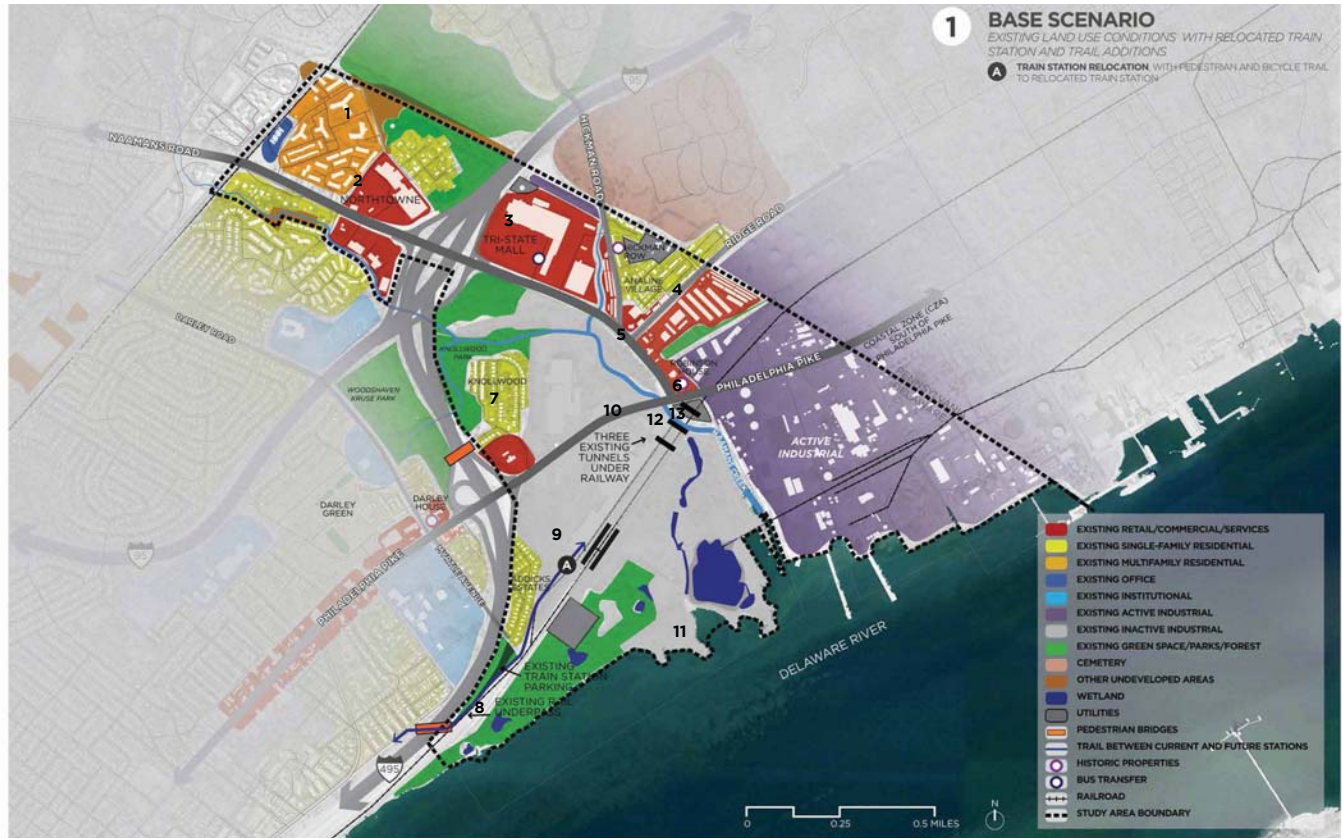 1
BASE SCENARIO
EXISTING LAND USE CONDITIONS WITH RELOCATED TRAIN
STATION AND TRAIL ADDITIONS
A
TRAIN STATION RELOCATION WITH PEDESTRIAN AND BICYCLE TRAIL
TO RELOCATED TRAIN STATION
95
NAAMANS ROAD
HICKMAN ROAD
1
2
NORTHTOWNE
3
TRI-STATE
MALL
HICKMAN
ROW
RIDGE ROAD
ANALINE
VILLAGE
4
5
DARLEY ROAD
KNOLLWOOD
PARK
COASTAL ZONE (CZA)
SOUTH OF
PHILADELPHIA PIKE
PHILADELPHIA PIKE
6
WOODSHAVEN
KRUSE PARK
KNOLLWOOD
7
10
12
13
THREE
EXISTING
TUNNELS
UNDER
RAILWAY
ACTIVE
INDUSTRIAL
DARLEY
GREEN
DARLEY
HOUSE
95
PHILADELPHIA PIKE
9
A
ADDICKS
ESTATES
11
DELAWARE RIVER
EXISTING
TRAIN STATION
PARKING
8
EXISTING RAIL
UNDERPASS
495
0
0.25
0.5 MILES
N
EXISTING RETAIL/COMMERCIAL/SERVICES
EXISTING SINGLE-FAMILY RESIDENTIAL
EXISTING MULTIFAMILY RESIDENTIAL
EXISTING OFFICE
EXISTING INSTITUTIONAL
EXISTING ACTIVE INDUSTRIAL
EXISTING INACTIVE INDUSTRIAL
EXISTING GREEN SPACE/PARKS/FOREST
CEMETERY
OTHER UNDEVELOPED AREAS
WETLAND
UTILITIES
PEDESTRIAN BRIDGES
TRAIL BETWEEN CURRENT AND FUTURE STATIONS
HISTORIC PROPERTIES
BUS TRANSFER
RAILROAD
STUDY AREA BOUNDARY